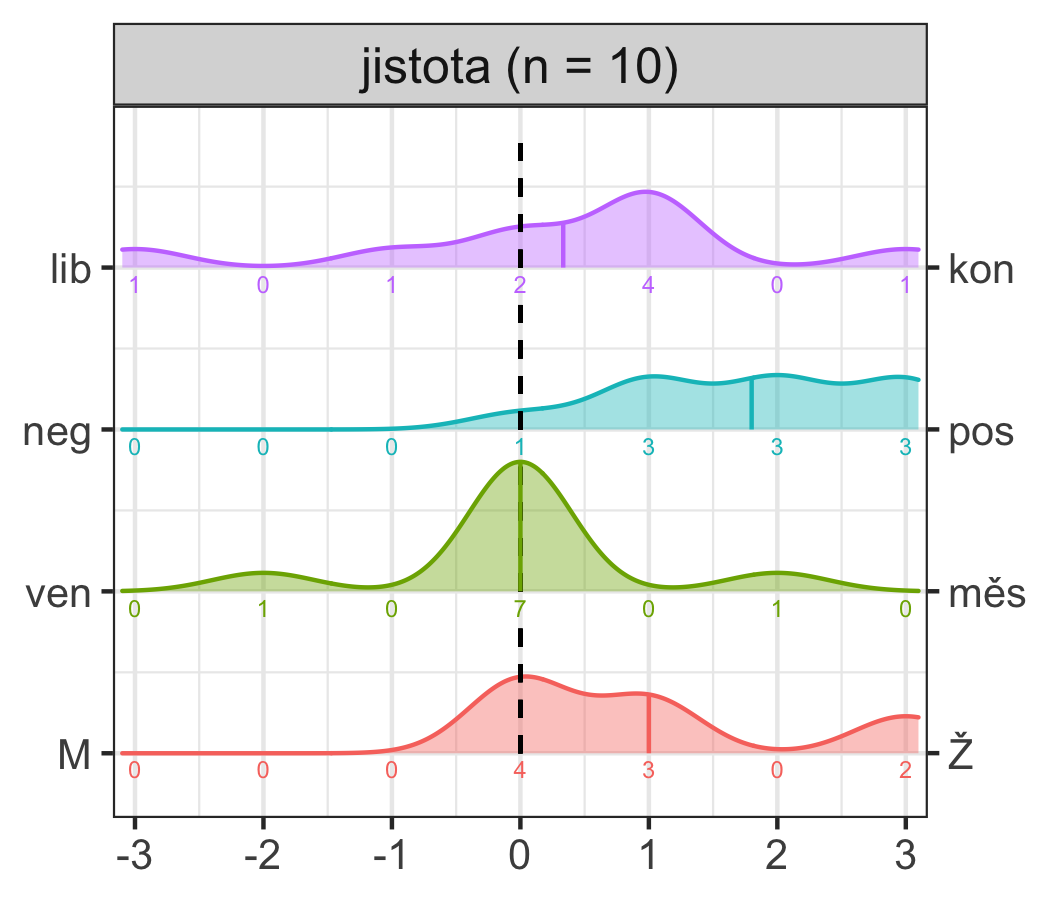 jistota (n = 10)
lib kon
1 0 1 2 4 0 1
neg pos
0 0 0 1 3 3 3
ven měs
0 1 0 7 0 1 0
M Ž
0 0 0 4 3 0 2
-3 -2 -1 0 1 2 3